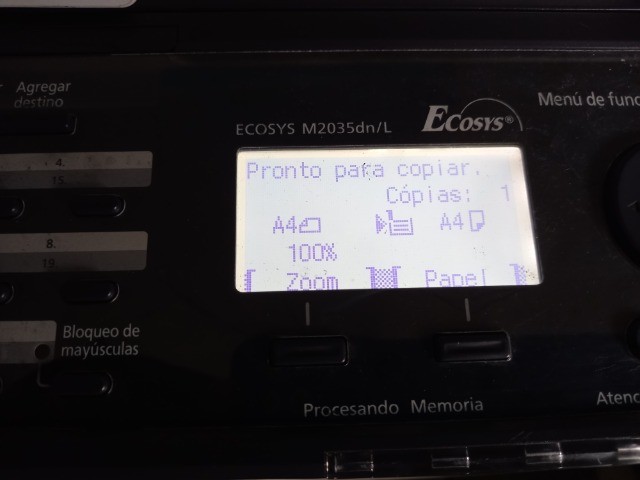 Agregar
destino
4.
15
8.
19
Bloqueo de
mayúsculas
ECOSYS M2035dn/L
ECOSYS®
Menú de func
Pronto para copiar.
Cópias: 1
A4 A4
100%
Zoom Papel
Procesando Memoria
Atenc